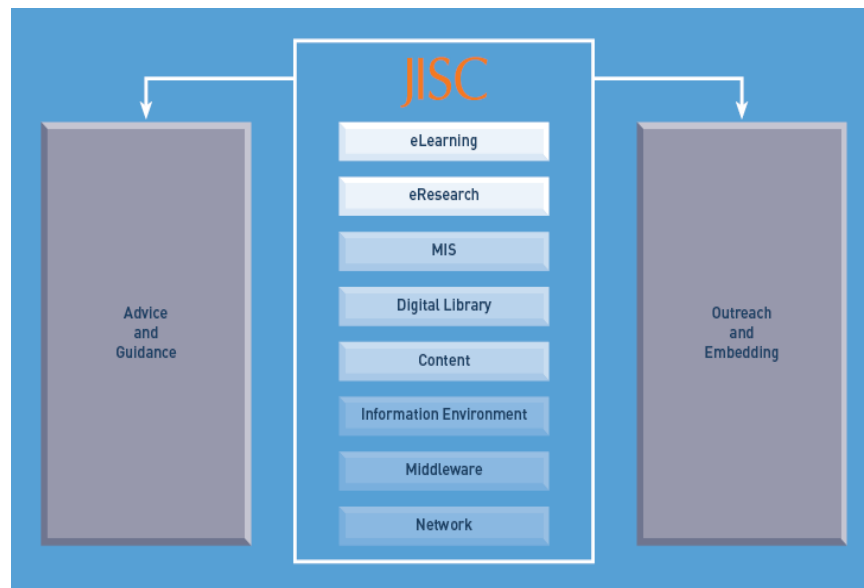 JISC
eLearning
eResearch
MIS
Digital Library
Content
Information Environment
Middleware
Network
Advice
and
Guidance
Outreach
and
Embedding